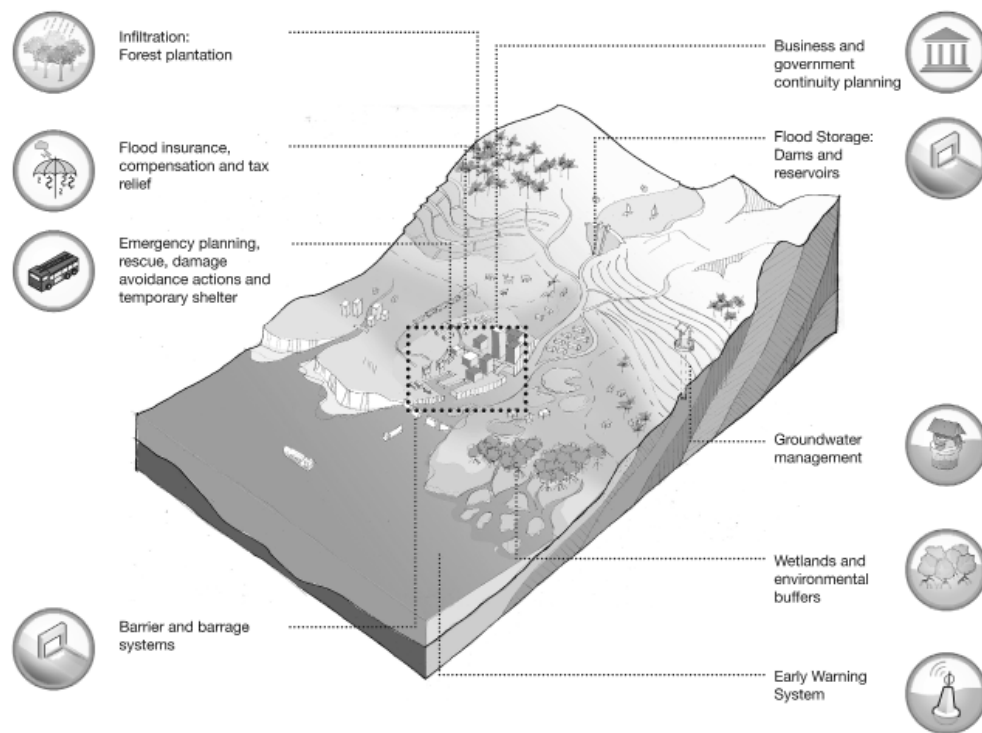 Infiltration:
Forest plantation
Flood insurance,
compensation and tax
relief
Emergency planning,
rescue, damage
avoidance actions and
temporary shelter
Barrier and barrage
systems
Business and
government
continuity planning
Flood Storage:
Dams and
reservoirs
Groundwater
management
Wetlands and
environmental
buffers
Early Warning
System